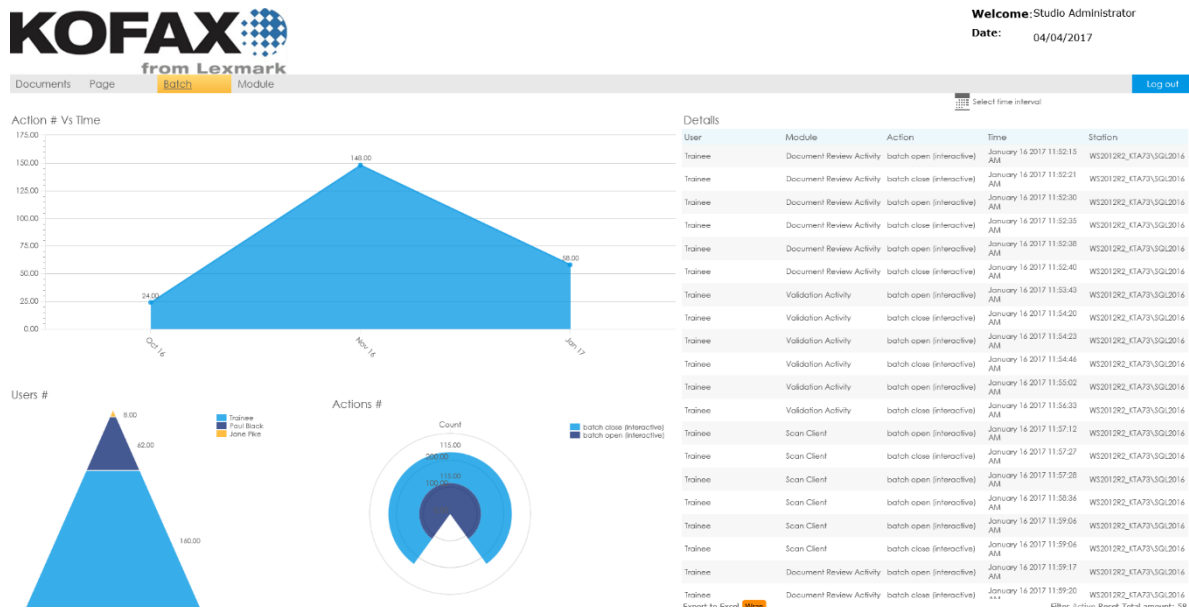 KOFAX
from Lexmark
Welcome: Studio Administrator
Date: 04/04/2017
Documents Page Batch Module Log out
Select time interval
Action # Vs Time
175.00
150.00
125.00
100.00
75.00
50.00
25.00
0.00
24.00
148.00
58.00
Oct 16
Nov 16
Jan 17
Users #
8.00
62.00
160.00
Trainee
Paul Black
Jane Pike
Actions #
Count
115.00
200.00
115.00
100.00
batch close (interactive)
batch open (interactive)
Details
User Module Action Time Station
Trainee Document Review Activity batch open (interactive) January 16 2017 11:52:15 AM WS2012R2_KTA73\SQL2016
Trainee Document Review Activity batch close (interactive) January 16 2017 11:52:21 AM WS2012R2_KTA73\SQL2016
Trainee Document Review Activity batch open (interactive) January 16 2017 11:52:30 AM WS2012R2_KTA73\SQL2016
Trainee Document Review Activity batch close (interactive) January 16 2017 11:52:35 AM WS2012R2_KTA73\SQL2016
Trainee Document Review Activity batch open (interactive) January 16 2017 11:52:38 AM WS2012R2_KTA73\SQL2016
Trainee Document Review Activity batch close (interactive) January 16 2017 11:52:40 AM WS2012R2_KTA73\SQL2016
Trainee Validation Activity batch open (interactive) January 16 2017 11:53:43 AM WS2012R2_KTA73\SQL2016
Trainee Validation Activity batch close (interactive) January 16 2017 11:54:20 AM WS2012R2_KTA73\SQL2016
Trainee Validation Activity batch open (interactive) January 16 2017 11:54:23 AM WS2012R2_KTA73\SQL2016
Trainee Validation Activity batch close (interactive) January 16 2017 11:54:46 AM WS2012R2_KTA73\SQL2016
Trainee Validation Activity batch open (interactive) January 16 2017 11:55:02 AM WS2012R2_KTA73\SQL2016
Trainee Validation Activity batch close (interactive) January 16 2017 11:56:33 AM WS2012R2_KTA73\SQL2016
Trainee Scan Client batch open (interactive) January 16 2017 11:57:12 AM WS2012R2_KTA73\SQL2016
Trainee Scan Client batch close (interactive) January 16 2017 11:57:27 AM WS2012R2_KTA73\SQL2016
Trainee Scan Client batch open (interactive) January 16 2017 11:57:28 AM WS2012R2_KTA73\SQL2016
Trainee Scan Client batch close (interactive) January 16 2017 11:58:36 AM WS2012R2_KTA73\SQL2016
Trainee Scan Client batch open (interactive) January 16 2017 11:59:06 AM WS2012R2_KTA73\SQL2016
Trainee Scan Client batch close (interactive) January 16 2017 11:59:06 AM WS2012R2_KTA73\SQL2016
Trainee Document Review Activity batch open (interactive) January 16 2017 11:59:17 AM WS2012R2_KTA73\SQL2016
Trainee Document Review Activity batch close (interactive) January 16 2017 11:59:20 WS2012R2_KTA73\SQL2016
Export to Excel Wrap Filter Active Reset Total amount: 58